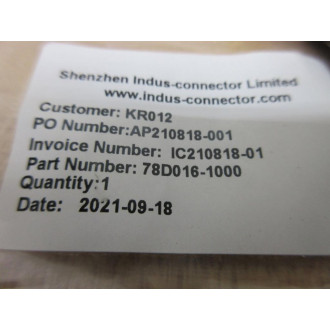 Shenzhen Indus-connector Limited
www.indus-connector.com
Customer: KR012
PO Number:AP210818-001
Invoice Number: IC210818-01
Part Number: 78D016-1000
Quantity:1
Date: 2021-09-18